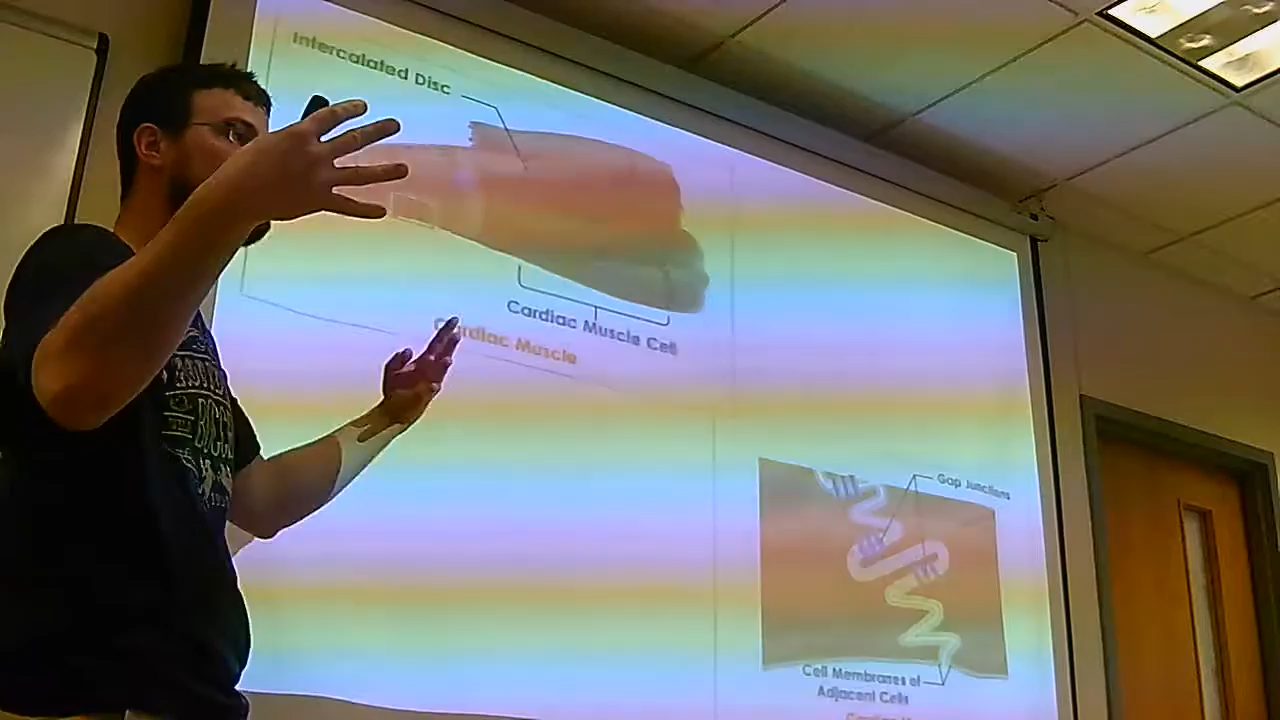 Intercalated Disc
Cardiac Muscle Cell
Cardiac Muscle
Gap Junctions
Cell Membranes of
Adjacent Cells